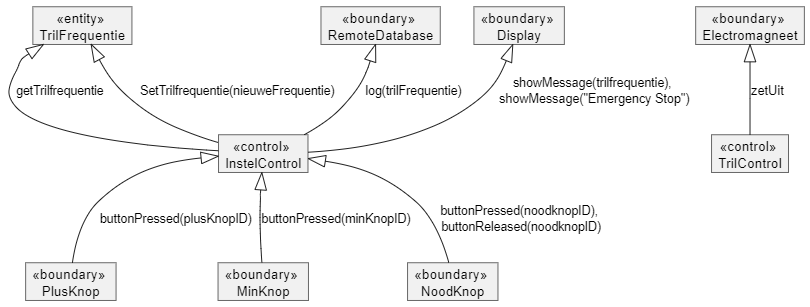 «entity»
TrilFrequentie
«boundary»
RemoteDatabase
«boundary»
Display
«boundary»
Electromagneet
getTrilfrequentie
SetTrilfrequentie(nieuweFrequentie)
log(trilFrequentie)
showMessage(trilfrequentie),
showMessage("Emergency Stop")
zetUit
«control»
InstelControl
«control»
TrilControl
buttonPressed(plusKnopID)
buttonPressed(minKnopID)
buttonPressed(noodknopID),
buttonReleased(noodknopID)
«boundary»
PlusKnop
«boundary»
MinKnop
«boundary»
NoodKnop